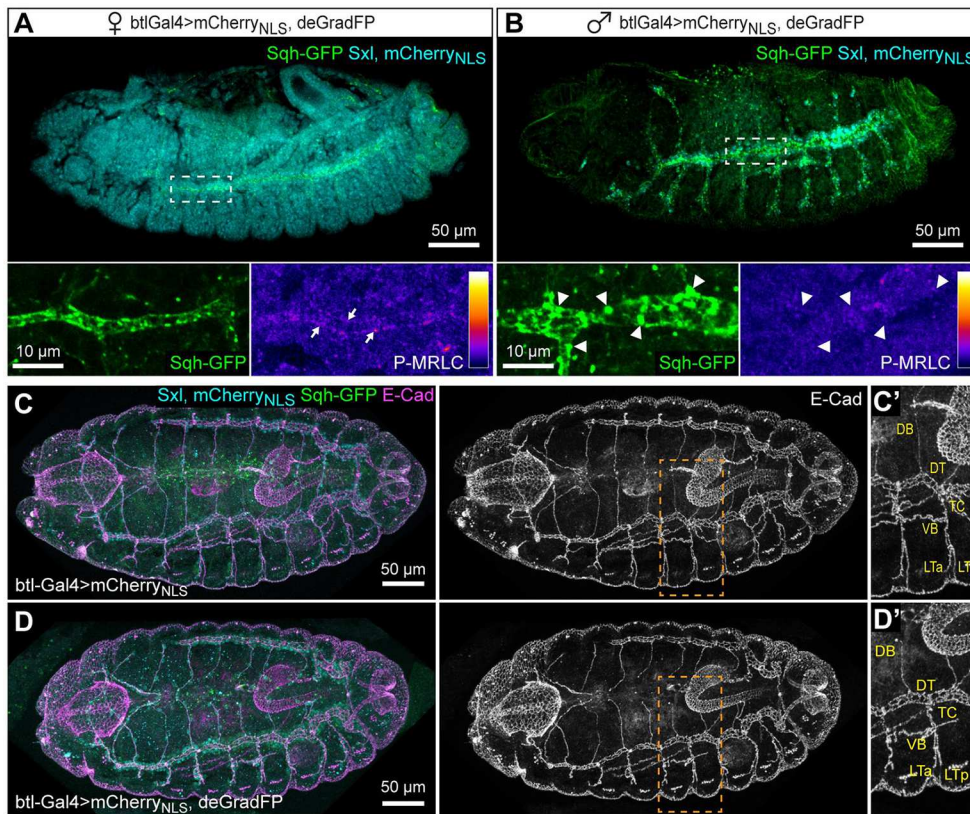 A ♀ btlGal4>mCherryNLS, deGradFP
Sqh-GFP Sxl, mCherryNLS
50 µm
10 µm
Sqh-GFP
P-MRLC
B ♂ btlGal4>mCherryNLS, deGradFP
Sqh-GFP Sxl, mCherryNLS
50 µm
10 µm
Sqh-GFP
P-MRLC
C Sxl, mCherryNLS Sqh-GFP E-Cad
btl-Gal4>mCherryNLS
50 µm
E-Cad
C'
DB
DT
TC
VB
LTa
LT
D
btl-Gal4>mCherryNLS, deGradFP
50 µm
D'
DB
DT
TC
VB
LTa
LTp